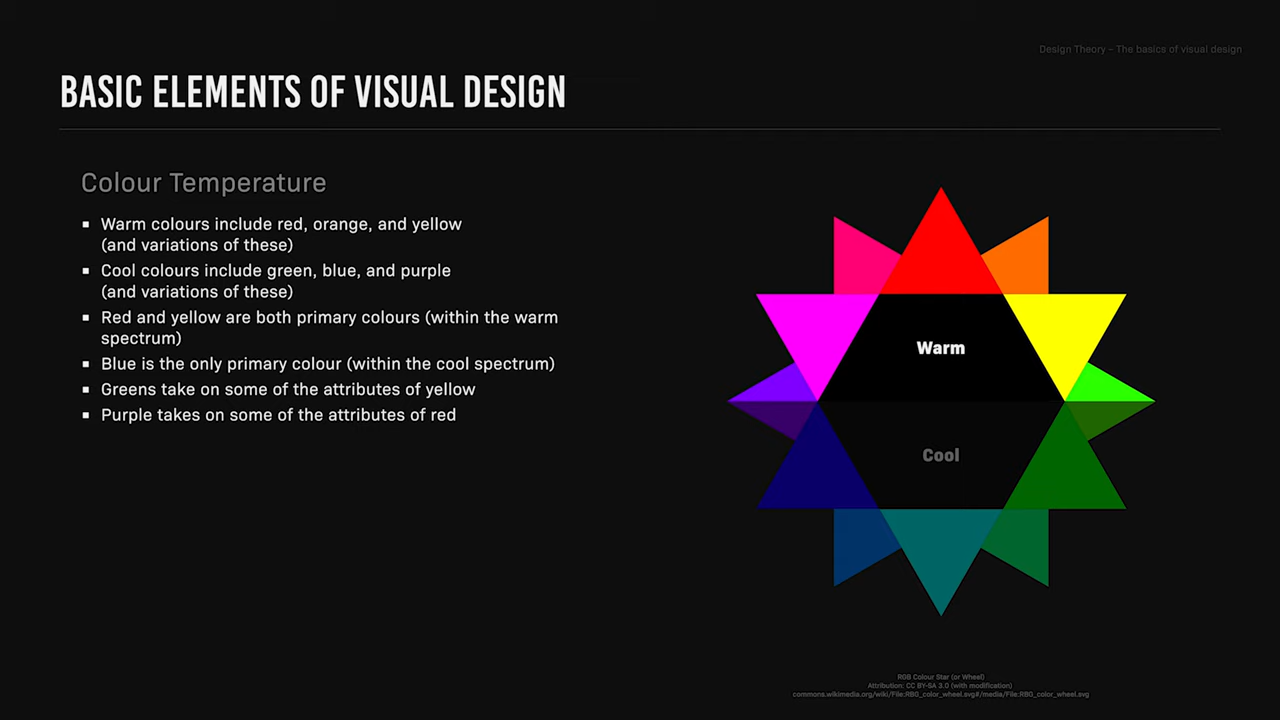 Design Theory – The basics of visual design
BASIC ELEMENTS OF VISUAL DESIGN
Colour Temperature
▪ Warm colours include red, orange, and yellow
(and variations of these)
▪ Cool colours include green, blue, and purple
(and variations of these)
▪ Red and yellow are both primary colours (within the warm
spectrum)
▪ Blue is the only primary colour (within the cool spectrum)
▪ Greens take on some of the attributes of yellow
▪ Purple takes on some of the attributes of red
Warm
Cool
RGB Colour Star (or Wheel)
Attribution: CC BY-SA 3.0 (with modification)
commons.wikimedia.org/wiki/File:RBG_color_wheel.svg#/media/File:RBG_color_wheel.svg